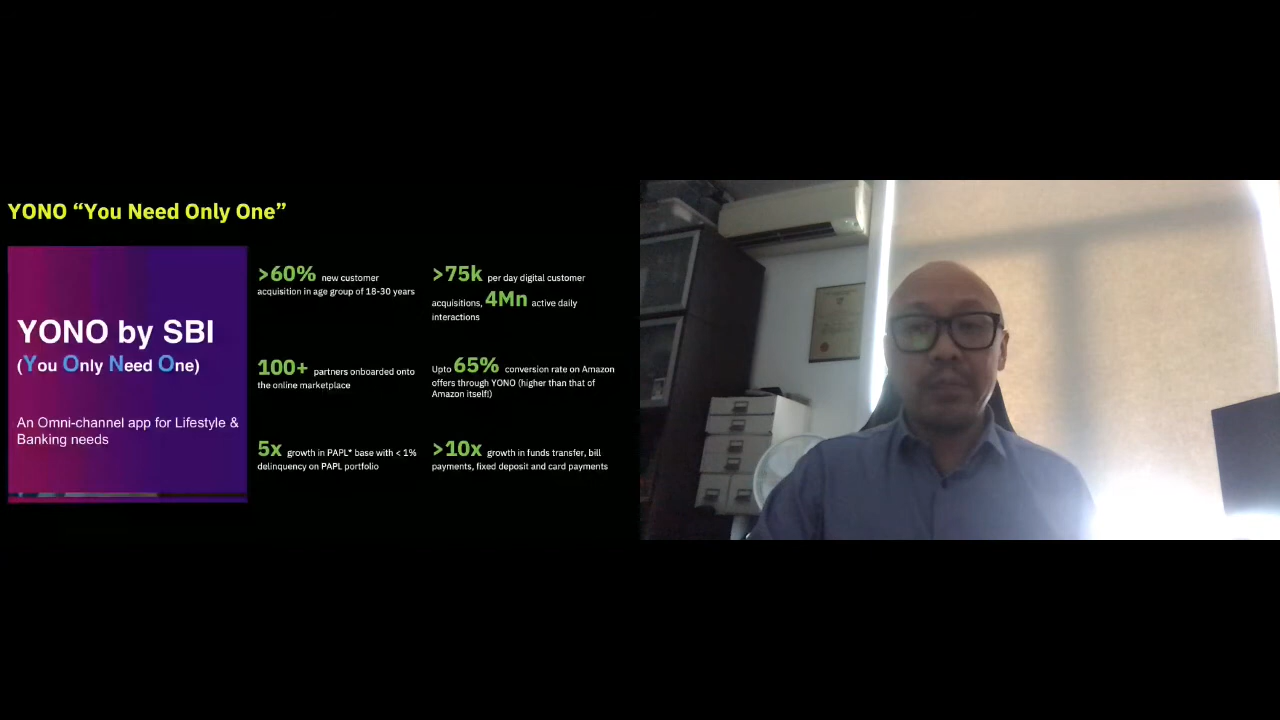 YONO “You Need Only One”
YONO by SBI
(You Only Need One)
An Omni-channel app for Lifestyle &
Banking needs
>60% new customer
acquisition in age group of 18-30 years
>75k per day digital customer
acquisitions, 4Mn active daily
interactions
100+ partners onboarded onto
the online marketplace
Upto 65% conversion rate on Amazon
offers through YONO (higher than that of
Amazon itself!)
5x growth in PAPL* base with < 1%
delinquency on PAPL portfolio
>10x growth in funds transfer, bill
payments, fixed deposit and card payments